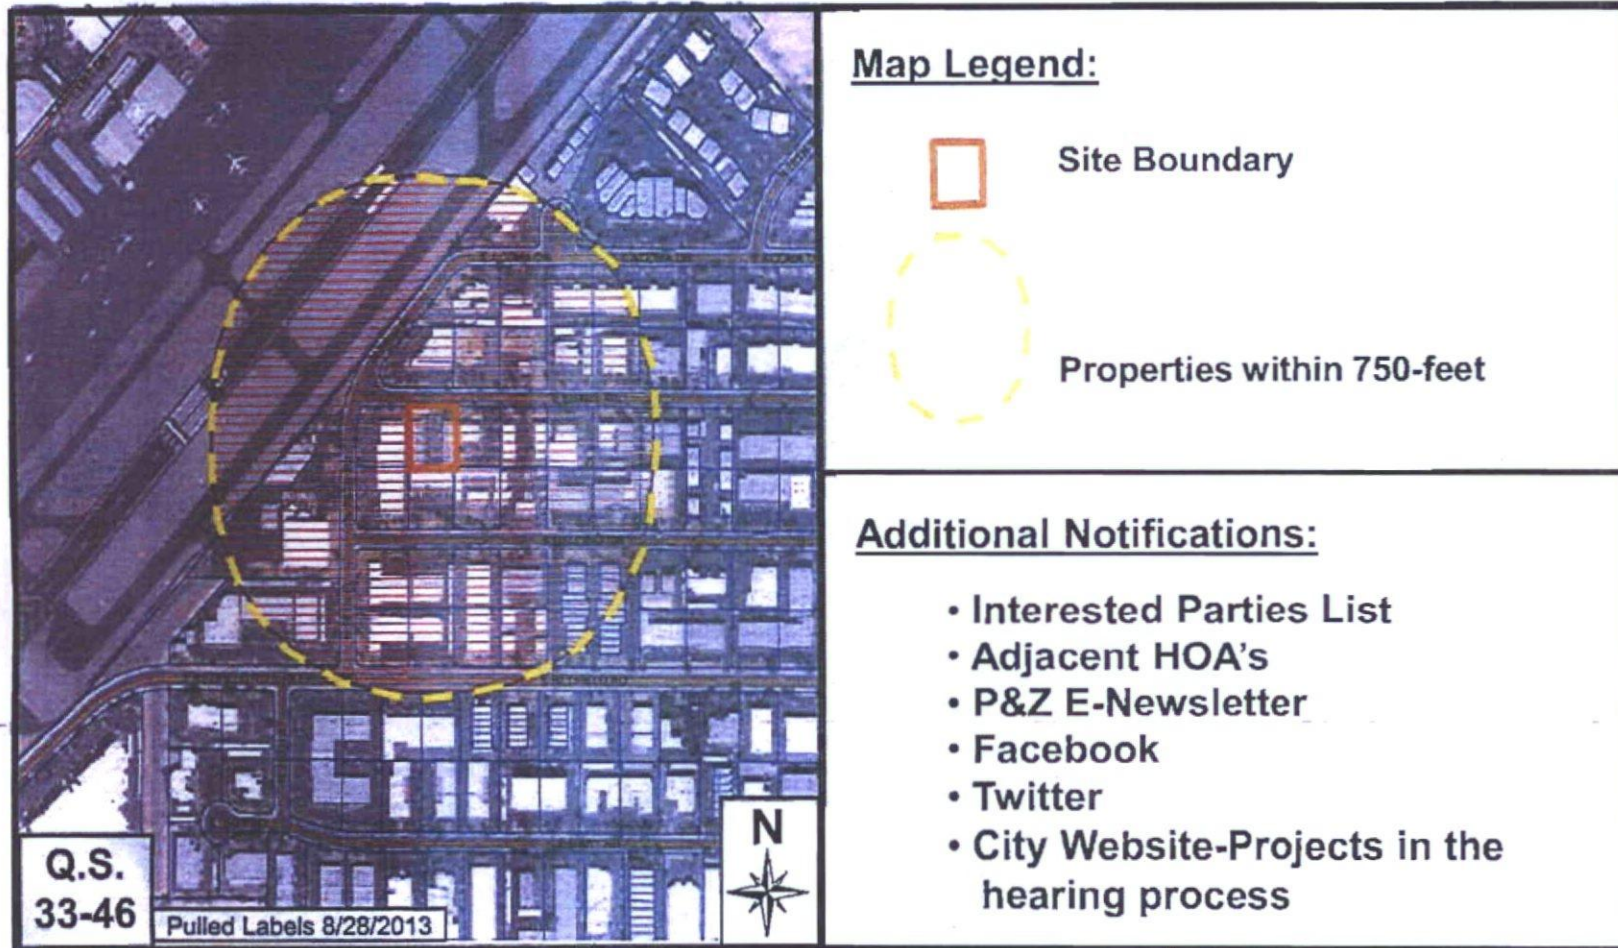 Map Legend:
Site Boundary
Properties within 750-feet
Additional Notifications:
• Interested Parties List
• Adjacent HOA's
• P&Z E-Newsletter
• Facebook
• Twitter
• City Website-Projects in the
hearing process
Q.S.
33-46
Pulled Labels 8/28/2013
N